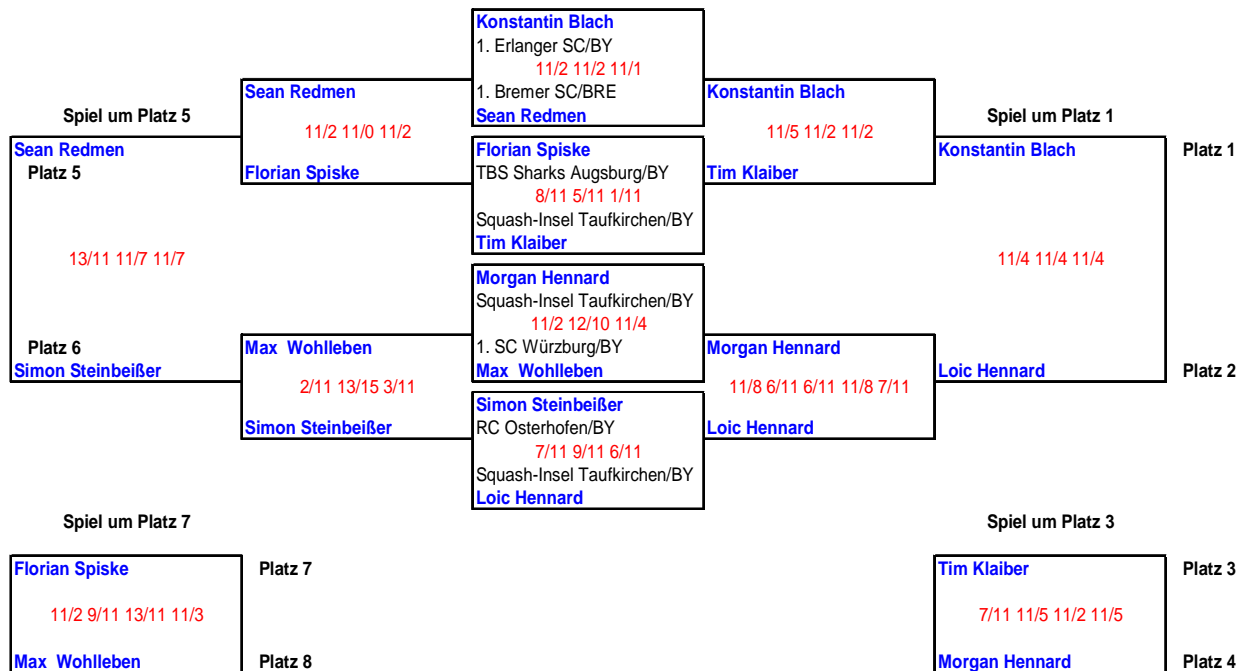 Konstantin Blach
1. Erlanger SC/BY
11/2 11/2 11/1
Sean Redmen
1. Bremer SC/BRE
Konstantin Blach
Spiel um Platz 5
Sean Redmen
Spiel um Platz 1
11/2 11/0 11/2
11/5 11/2 11/2
Sean Redmen
Florian Spiske
Konstantin Blach
Platz 1
Platz 5
Florian Spiske
TBS Sharks Augsburg/BY
Tim Klaiber
8/11 5/11 1/11
Squash-Insel Taufkirchen/BY
Tim Klaiber
13/11 11/7 11/7
11/4 11/4 11/4
Morgan Hennard
Squash-Insel Taufkirchen/BY
11/2 12/10 11/4
Platz 6
Max Wohlleben
1. SC Würzburg/BY
Morgan Hennard
Simon Steinbeißer
Max Wohlleben
Loic Hennard
Platz 2
2/11 13/15 3/11
11/8 6/11 6/11 11/8 7/11
Simon Steinbeißer
Simon Steinbeißer
RC Osterhofen/BY
Loic Hennard
7/11 9/11 6/11
Squash-Insel Taufkirchen/BY
Loic Hennard
Spiel um Platz 7
Spiel um Platz 3
Florian Spiske
Platz 7
Tim Klaiber
Platz 3
11/2 9/11 13/11 11/3
7/11 11/5 11/2 11/5
Max Wohlleben
Platz 8
Morgan Hennard
Platz 4